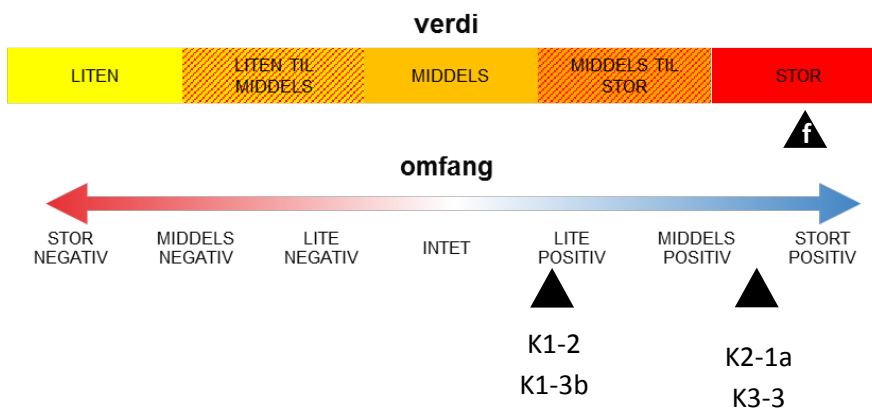 verdi
LITEN
LITEN TIL
MIDDELS
MIDDELS
MIDDELS TIL
STOR
STOR
f
omfang
STOR
NEGATIV
MIDDELS
NEGATIV
LITE
NEGATIV
INTET
LITE
POSITIV
MIDDELS
POSITIV
STORT
POSITIV
K1-2
K1-3b
K2-1a
K3-3